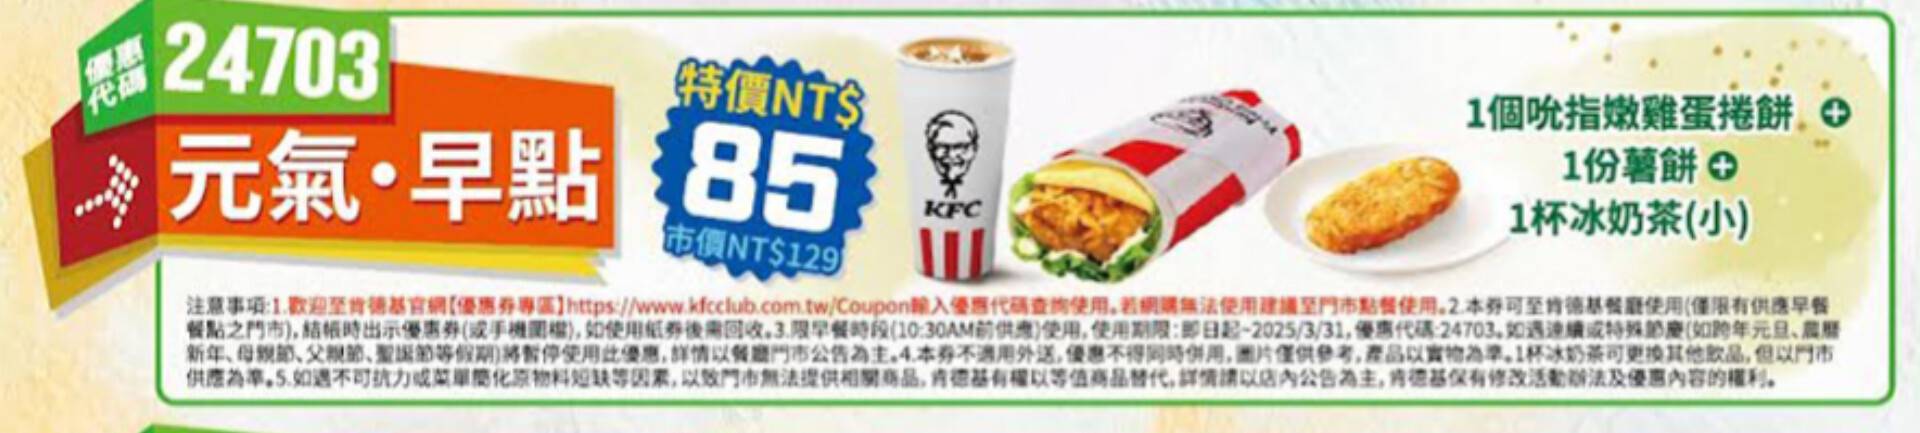 優惠
代碼
24703
元氣·早點
特價NT$
85
市價NT$129
KFC
1個吮指嫩雞蛋捲餅 +
1份薯餅 +
1杯冰奶茶(小)
注意事項:1.歡迎至肯德基官網【優惠券專區】https://www.kfcclub.com.tw/Coupon輸入優惠代碼查詢使用。若網購無法使用建議至門市點餐使用。2.本券可至肯德基餐廳使用(僅限有供應早餐
餐點之門市),結帳時出示優惠券(或手機圖檔),如使用紙券後需回收。3.限早餐時段(10:30AM前供應)使用,使用期限:即日起~2025/3/31,優惠代碼:24703。如遇連續或特殊節慶(如跨年元旦、農曆
新年、母親節、父親節、聖誕節等假期)將暫停使用此優惠,詳情以餐廳門市公告為主。4.本券不適用外送,優惠不得同時併用,圖片僅供參考,產品以實物為準。1杯冰奶茶可更換其他飲品,但以門市
供應為準。5.如遇不可抗力或菜單簡化原物料短缺等因素,以致門市無法提供相關商品,肯德基有權以等值商品替代,詳情請以店內公告為主,肯德基保有修改活動辦法及優惠內容的權利。